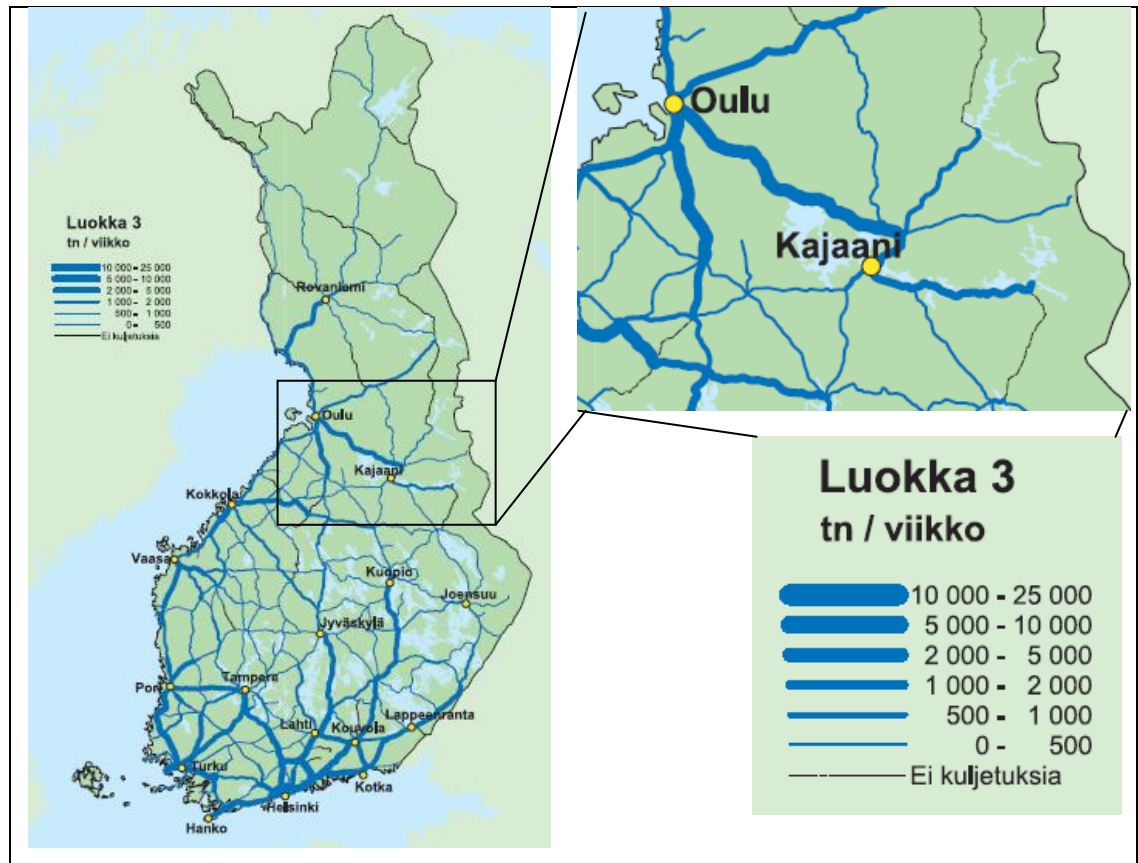 Luokka 3
tn / viikko
10 000 - 25 000
5 000 - 10 000
2 000 - 5 000
1 000 - 2 000
500 - 1 000
0 - 500
Ei kuljetuksia
Rovaniemi
Oulu
Kajaani
Kokkola
Vaasa
Kuopio
Joensuu
Jyväskylä
Pori
Tampere
Lappeenranta
Lahti
Kouvola
Turku
Kotka
Helsinki
Hanko
Oulu
Kajaani
Luokka 3
tn / viikko
10 000 - 25 000
5 000 - 10 000
2 000 - 5 000
1 000 - 2 000
500 - 1 000
0 - 500
Ei kuljetuksia